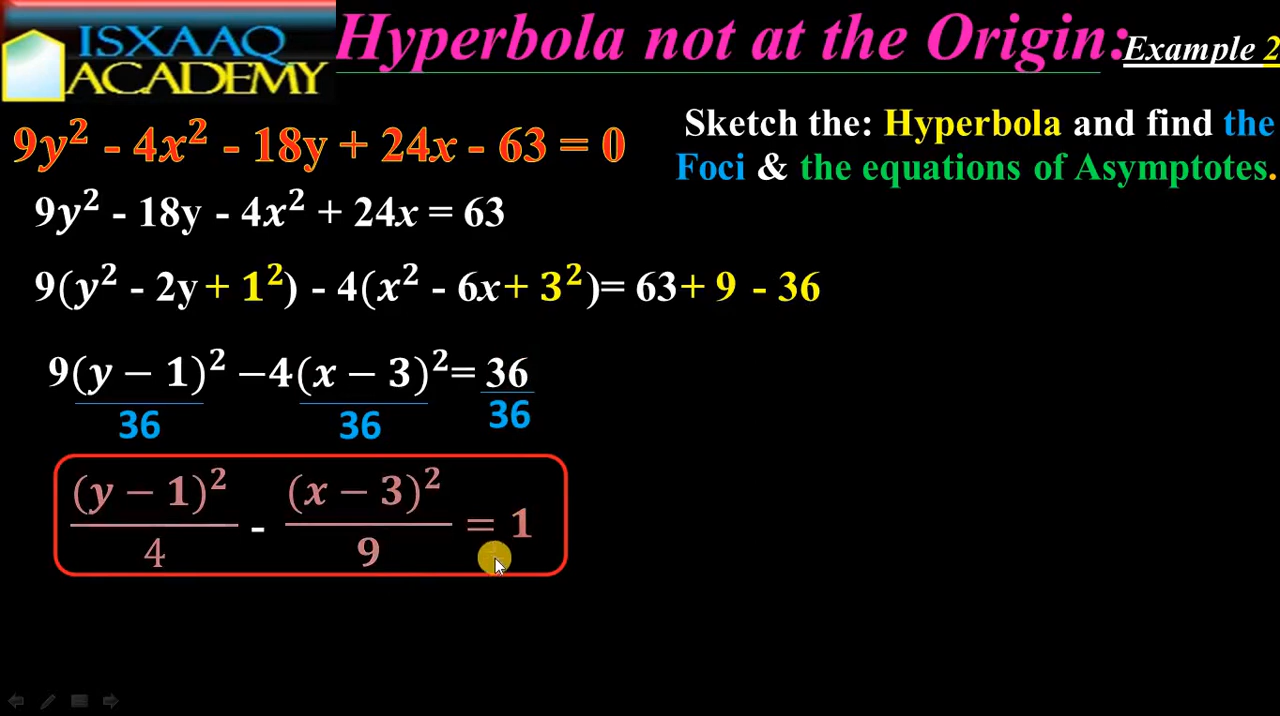 ISXAAQ
ACADEMY
Hyperbola not at the Origin: Example 2
9y² - 4x² - 18y + 24x - 63 = 0
Sketch the: Hyperbola and find the
Foci & the equations of Asymptotes.
9y² - 18y - 4x² + 24x = 63
9(y² - 2y + 1²) - 4(x² - 6x + 3²)= 63 + 9 - 36
9(y − 1)² −4(x − 3)²= 36
36 36 36
(y − 1)² - (x − 3)² = 1
4 9